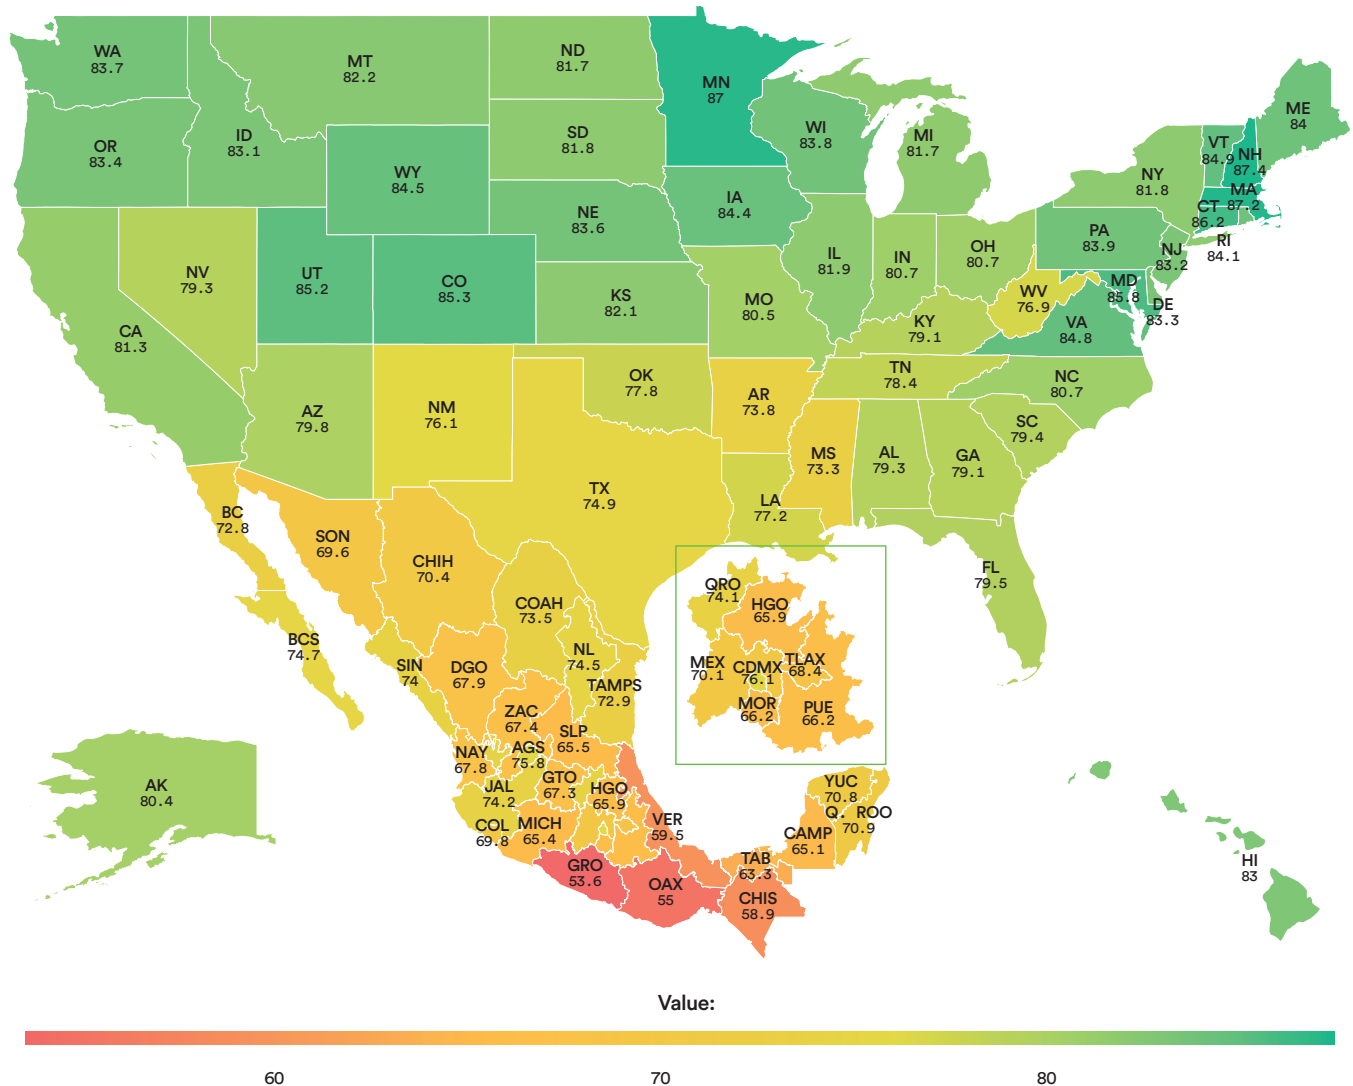 WA
83.7
MT
82.2
ND
81.7
MN
87
OR
83.4
ID
83.1
WY
84.5
SD
81.8
WI
83.8
MI
81.7
ME
84
VT
84.9
NH
87.4
NY
81.8
MA
87.2
CT
86.2
RI
84.1
NE
83.6
IA
84.4
PA
83.9
NJ
83.2
NV
79.3
UT
85.2
CO
85.3
KS
82.1
MO
80.5
IL
81.9
IN
80.7
OH
80.7
WV
76.9
MD
85.8
DE
83.3
VA
84.8
KY
79.1
CA
81.3
AZ
79.8
NM
76.1
OK
77.8
AR
73.8
TN
78.4
NC
80.7
SC
79.4
MS
73.3
AL
79.3
GA
79.1
TX
74.9
LA
77.2
FL
79.5
BC
72.8
SON
69.6
CHIH
70.4
COAH
73.5
BCS
74.7
SIN
74
DGO
67.9
NL
74.5
TAMPS
72.9
ZAC
67.4
SLP
65.5
NAY
67.8
AGS
75.8
JAL
74.2
GTO
67.3
HGO
65.9
COL
69.8
MICH
65.4
VER
59.5
GRO
53.6
OAX
55
TAB
63.3
CHIS
58.9
CAMP
65.1
YUC
70.8
Q. ROO
70.9
QRO
74.1
HGO
65.9
MEX
70.1
CDMX
76.1
TLAX
68.4
MOR
66.2
PUE
66.2
AK
80.4
HI
83
Value:
60 70 80